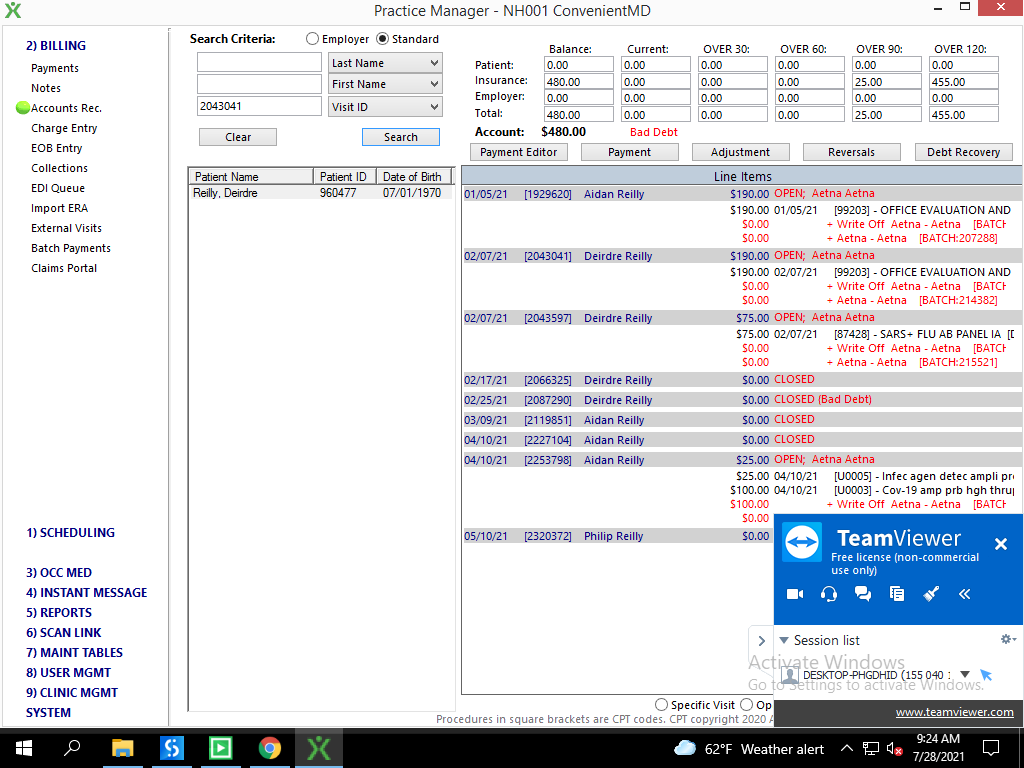 Practice Manager - NH001 ConvenientMD
2) BILLING
Payments
Notes
Accounts Rec.
Charge Entry
EOB Entry
Collections
EDI Queue
Import ERA
External Visits
Batch Payments
Claims Portal
1) SCHEDULING
3) OCC MED
4) INSTANT MESSAGE
5) REPORTS
6) SCAN LINK
7) MAINT TABLES
8) USER MGMT
9) CLINIC MGMT
SYSTEM
Search Criteria: Employer Standard
Last Name
First Name
2043041 Visit ID
Clear Search
Patient Name Patient ID Date of Birth
Reilly, Deirdre 960477 07/01/1970
Balance: Current: OVER 30: OVER 60: OVER 90: OVER 120:
Patient: 0.00 0.00 0.00 0.00 0.00 0.00
Insurance: 480.00 0.00 0.00 0.00 25.00 455.00
Employer: 0.00 0.00 0.00 0.00 0.00 0.00
Total: 480.00 0.00 0.00 0.00 25.00 455.00
Account: $480.00 Bad Debt
Payment Editor Payment Adjustment Reversals Debt Recovery
Line Items
01/05/21 [1929620] Aidan Reilly $190.00 OPEN; Aetna Aetna
$190.00 01/05/21 [99203] - OFFICE EVALUATION AND
$0.00 + Write Off Aetna - Aetna [BATCH
$0.00 + Aetna - Aetna [BATCH:207288]
02/07/21 [2043041] Deirdre Reilly $190.00 OPEN; Aetna Aetna
$190.00 02/07/21 [99203] - OFFICE EVALUATION AND
$0.00 + Write Off Aetna - Aetna [BATCH
$0.00 + Aetna - Aetna [BATCH:214382]
02/07/21 [2043597] Deirdre Reilly $75.00 OPEN; Aetna Aetna
$75.00 02/07/21 [87428] - SARS+ FLU AB PANEL IA [D
$0.00 + Write Off Aetna - Aetna [BATCH
$0.00 + Aetna - Aetna [BATCH:215521]
02/17/21 [2066325] Deirdre Reilly $0.00 CLOSED
02/25/21 [2087290] Deirdre Reilly $0.00 CLOSED (Bad Debt)
03/09/21 [2119851] Aidan Reilly $0.00 CLOSED
04/10/21 [2227104] Aidan Reilly $0.00 CLOSED
04/10/21 [2253798] Aidan Reilly $25.00 OPEN; Aetna Aetna
$25.00 04/10/21 [U0005] - Infec agen detec ampli pr
$100.00 04/10/21 [U0003] - Cov-19 amp prb hgh thrup
$100.00 + Write Off Aetna - Aetna [BATCH
$0.00
05/10/21 [2320372] Philip Reilly $0.00
TeamViewer
Free license (non-commercial
use only)
Session list
DESKTOP-PHGDHID (155 040 :
www.teamviewer.com
Activate Windows
Go to Settings to activate Windows.
Specific Visit Op
Procedures in square brackets are CPT codes. CPT copyright 2020 A
62°F Weather alert
9:24 AM
7/28/2021